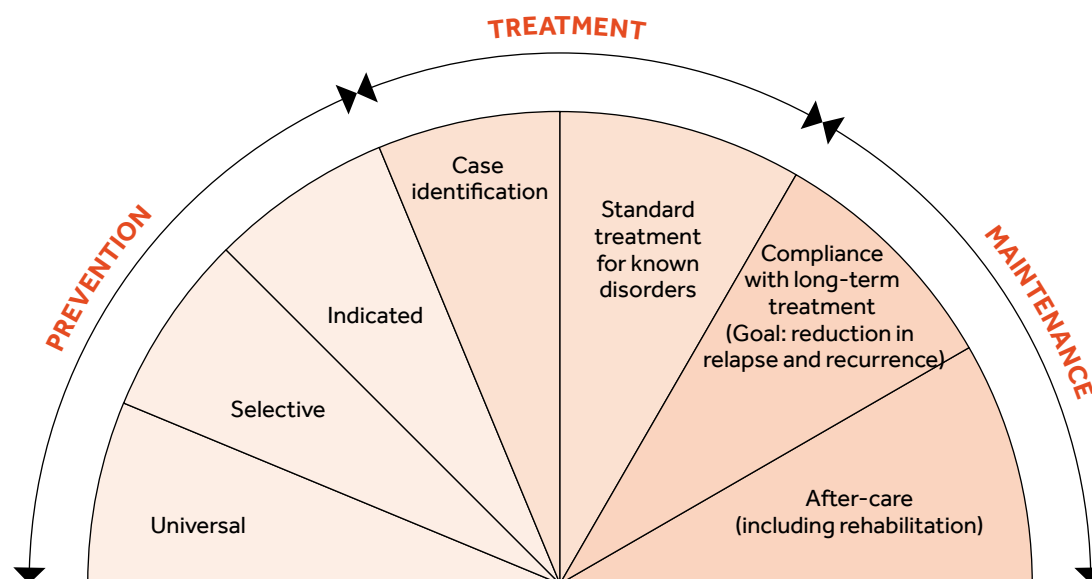 TREATMENT
PREVENTION
MAINTENANCE
Case
identification
Standard
treatment
for known
disorders
Compliance
with long-term
treatment
(Goal: reduction in
relapse and recurrence)
Indicated
Selective
Universal
After-care
(including rehabilitation)